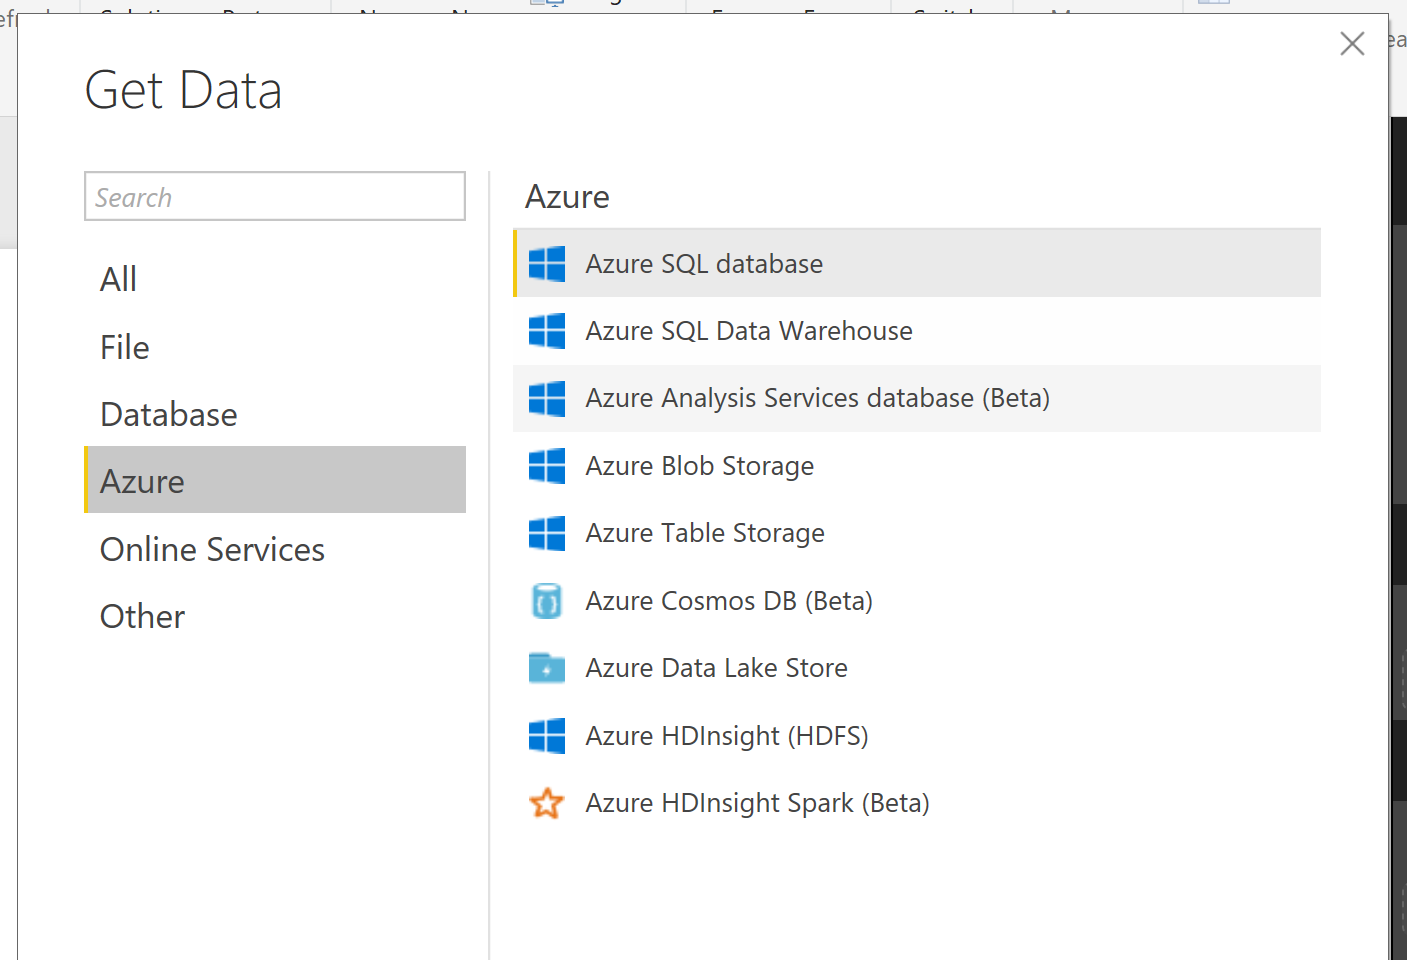 Get Data
Search
All
File
Database
Azure
Online Services
Other
Azure
Azure SQL database
Azure SQL Data Warehouse
Azure Analysis Services database (Beta)
Azure Blob Storage
Azure Table Storage
Azure Cosmos DB (Beta)
Azure Data Lake Store
Azure HDInsight (HDFS)
Azure HDInsight Spark (Beta)